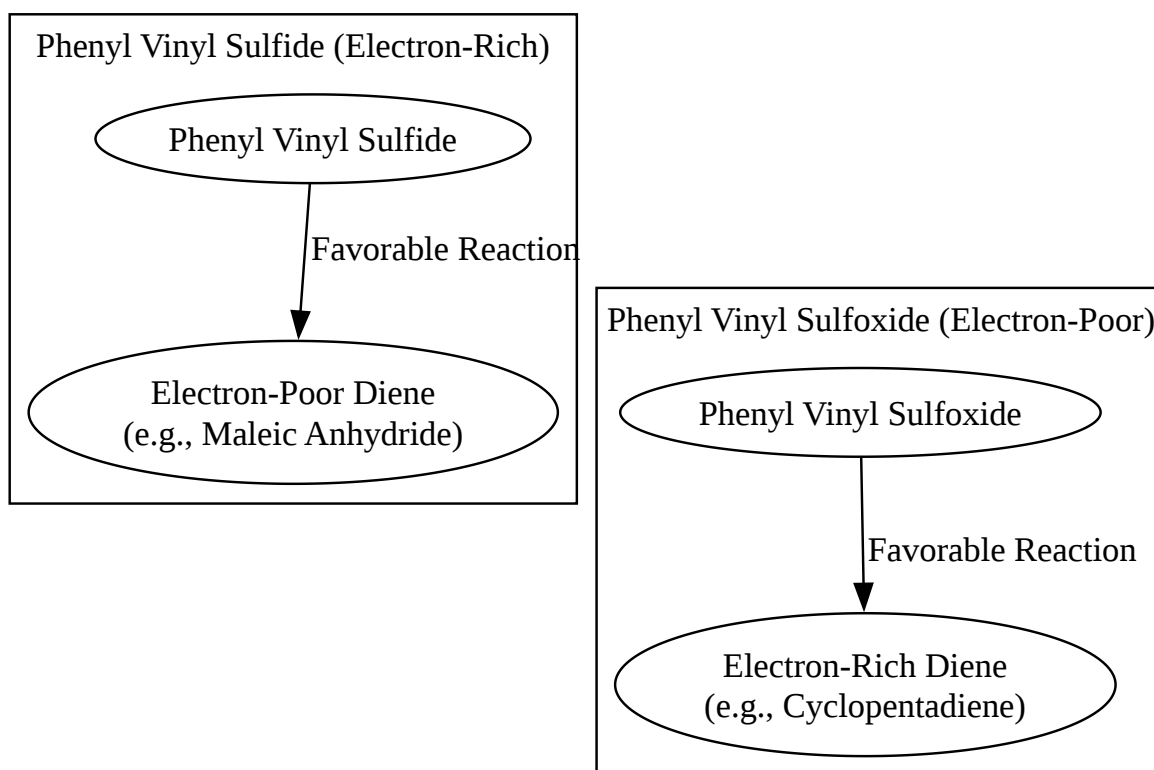 Phenyl Vinyl Sulfide (Electron-Rich)
Phenyl Vinyl Sulfide
Favorable Reaction
Electron-Poor Diene
(e.g., Maleic Anhydride)
Phenyl Vinyl Sulfoxide (Electron-Poor)
Phenyl Vinyl Sulfoxide
Favorable Reaction
Electron-Rich Diene
(e.g., Cyclopentadiene)